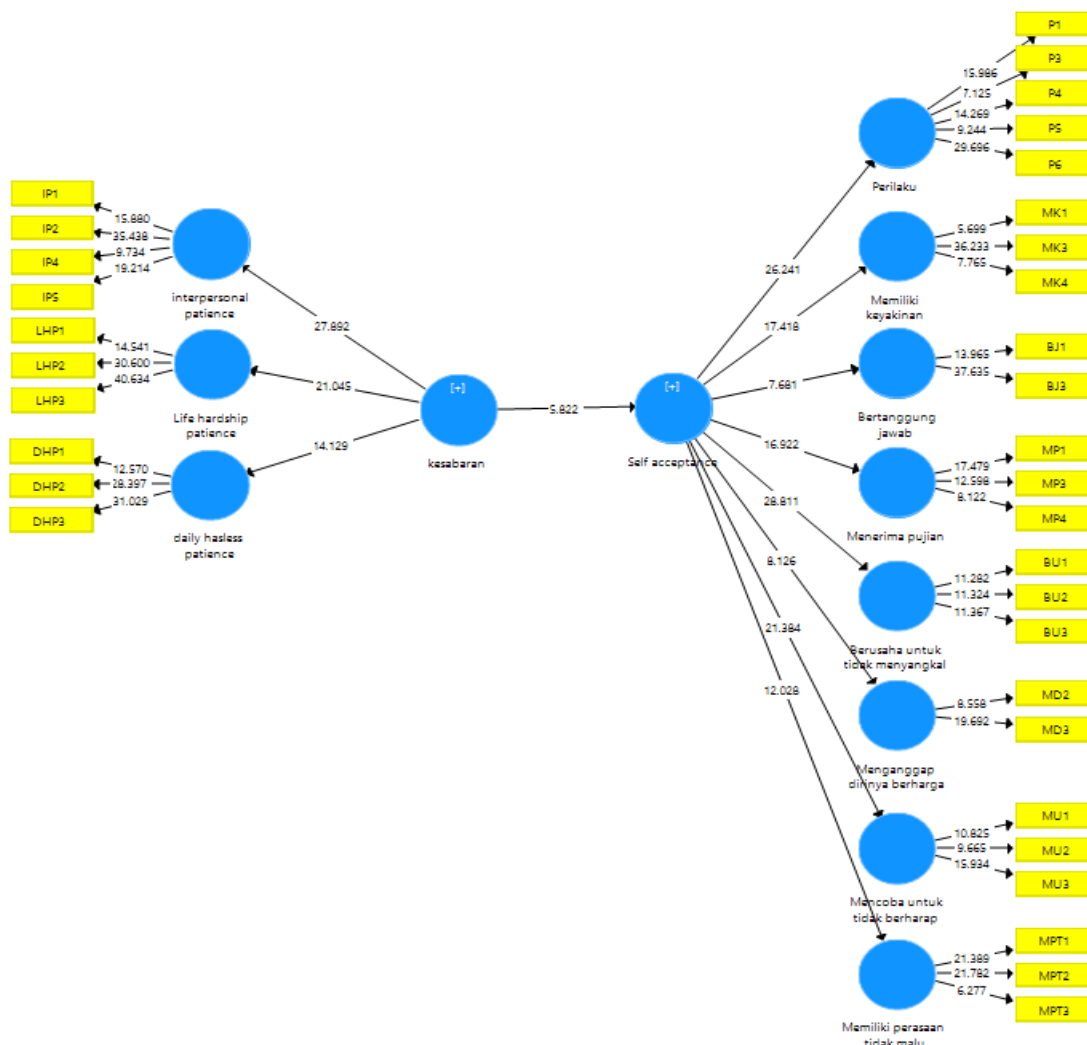 P1
15.986
P3
7.125
P4
14.269
9.244
P5
29.696
P6
Perilaku
IP1
15.880
IP2
35.438
IP4
9.734
19.214
IP5
interpersonal
patience
MK1
5.699
36.233
MK3
7.765
MK4
Memiliki
keyakinan
26.241
17.418
27.892
LHP1
14.541
LHP2
30.600
40.634
LHP3
Life hardship
patience
21.045
[+]
kesabaran
5.822
[+]
Self acceptance
7.681
BJ1
13.965
37.635
BJ3
Bertanggung
jawab
14.129
DHP1
12.570
DHP2
28.397
31.029
DHP3
daily hasless
patience
16.922
MP1
17.479
12.598
MP3
8.122
MP4
Menerima pujian
28.811
BU1
11.282
11.324
BU2
11.367
BU3
Berusaha untuk
tidak menyangkal
8.126
21.384
12.028
MD2
8.558
19.692
MD3
Menganggap
dirinya berharga
MU1
10.825
9.665
MU2
15.934
MU3
Mencoba untuk
tidak berharap
MPT1
21.389
21.782
MPT2
6.277
MPT3
Memiliki perasaan
tidak malu